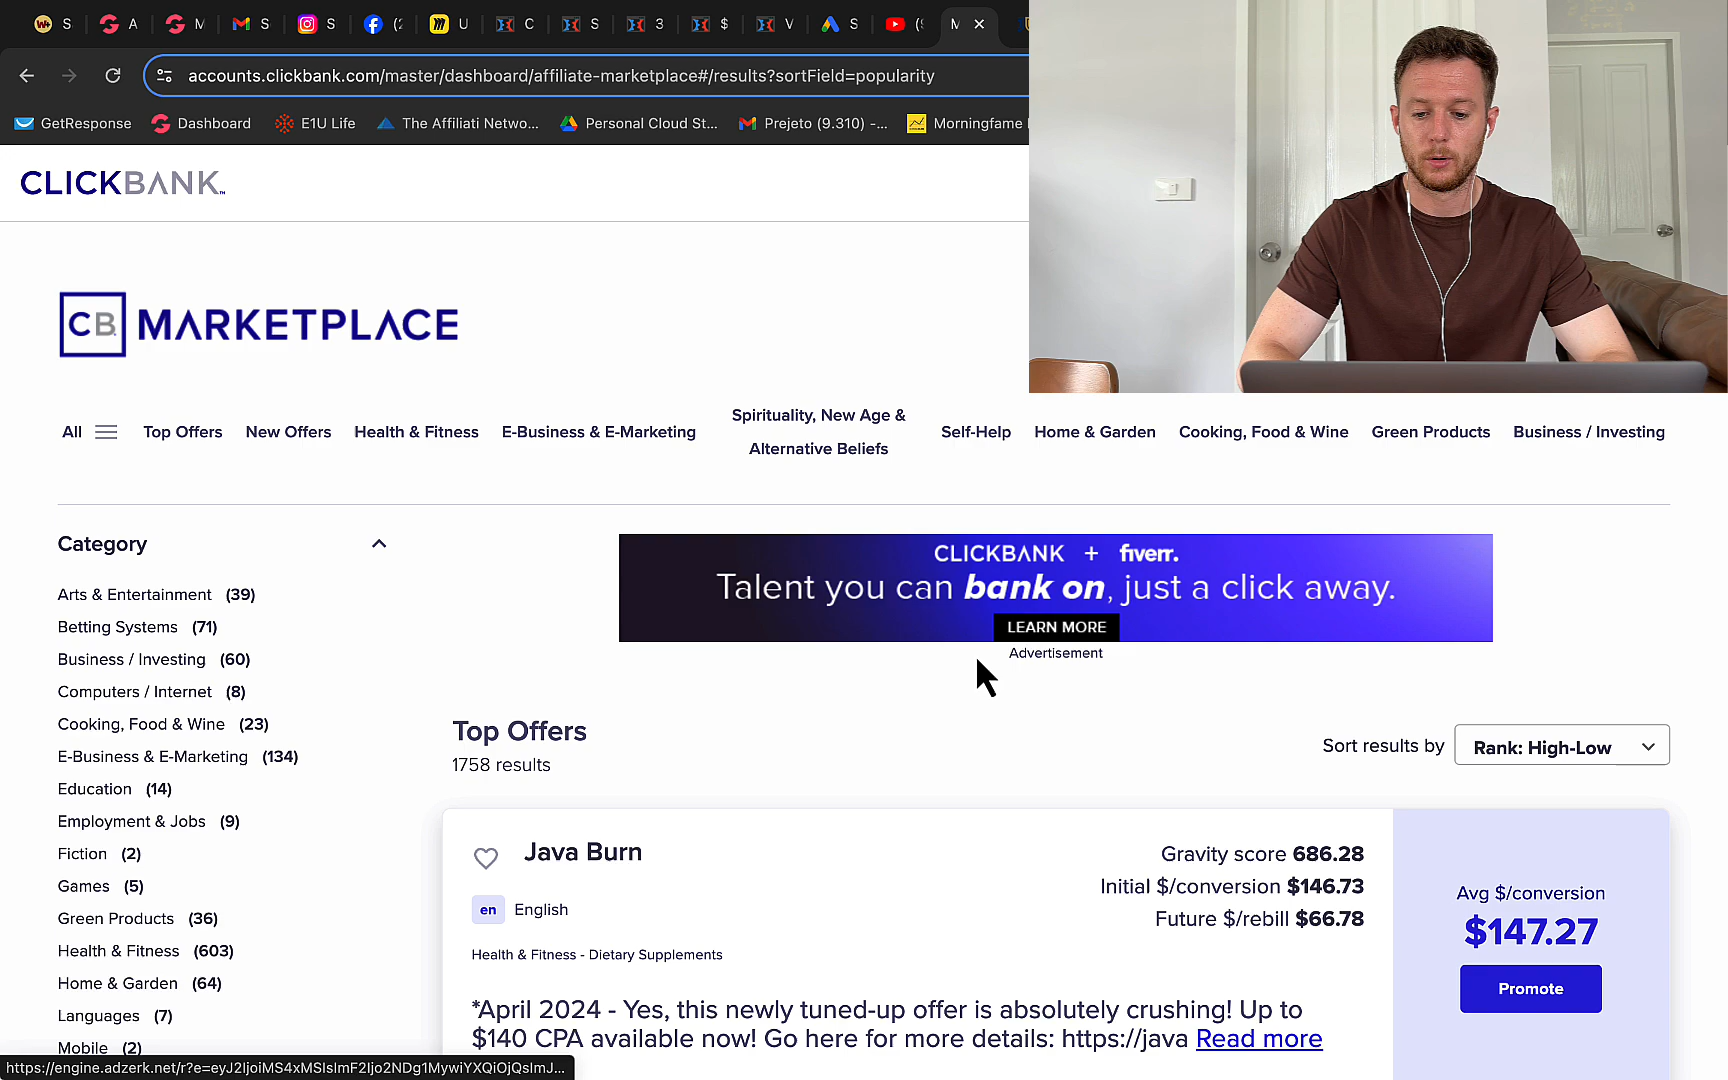 S
A
M
S
S
(2
U
C
S
3
$
V
S
M
accounts.clickbank.com/master/dashboard/affiliate-marketplace#/results?sortField=popularity
GetResponse
Dashboard
E1U Life
The Affiliati Netwo...
Personal Cloud St...
Prejeto (9.310) -...
Morningfame
CLICKBANK
CB MARKETPLACE
All
Top Offers
New Offers
Health & Fitness
E-Business & E-Marketing
Spirituality, New Age &
Alternative Beliefs
Self-Help
Home & Garden
Cooking, Food & Wine
Green Products
Business / Investing
Category
Arts & Entertainment (39)
Betting Systems (71)
Business / Investing (60)
Computers / Internet (8)
Cooking, Food & Wine (23)
E-Business & E-Marketing (134)
Education (14)
Employment & Jobs (9)
Fiction (2)
Games (5)
Green Products (36)
Health & Fitness (603)
Home & Garden (64)
Languages (7)
Mobile (2)
CLICKBANK + fiverr.
Talent you can bank on, just a click away.
LEARN MORE
Advertisement
Top Offers
1758 results
Sort results by
Rank: High-Low
Java Burn
en English
Health & Fitness - Dietary Supplements
Gravity score 686.28
Initial $/conversion $146.73
Future $/rebill $66.78
*April 2024 - Yes, this newly tuned-up offer is absolutely crushing! Up to
$140 CPA available now! Go here for more details: https://java Read more
Avg $/conversion
$147.27
Promote